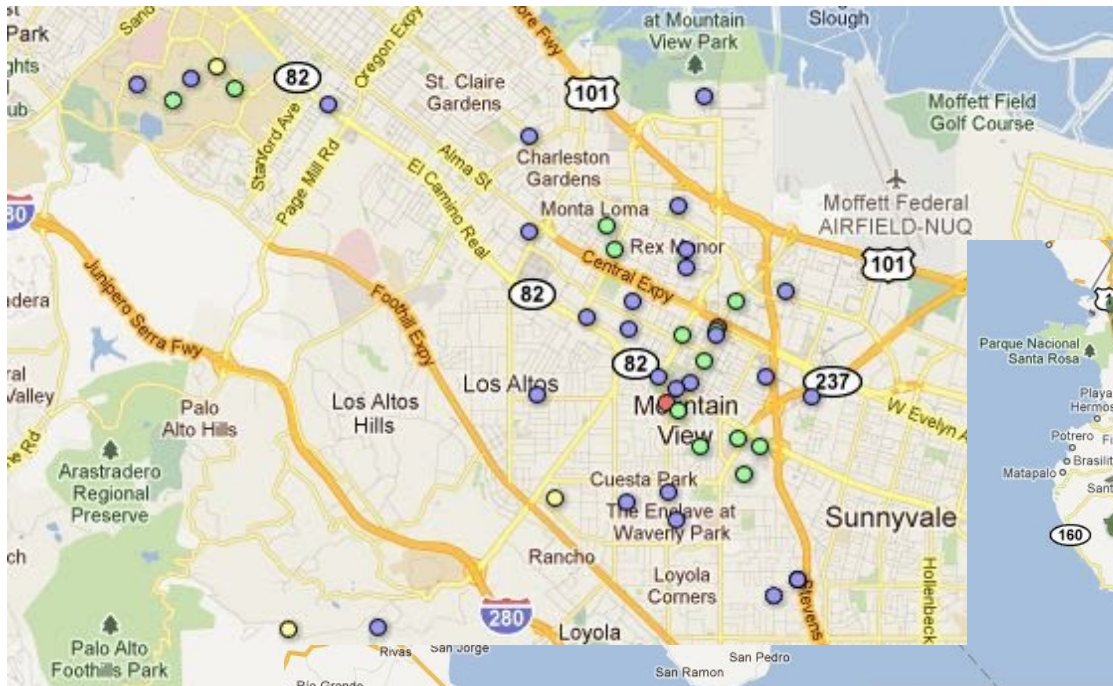 Park
82
Oregon Expy
at Mountain
View Park
Slough
St. Claire
Gardens
101
Moffett Field
Golf Course
Stanford Ave
Page Mill Rd
Alma St
El Camino Real
Charleston
Gardens
Monta Loma
Moffett Federal
AIRFIELD-NUQ
Rex Manor
101
Central Expy
82
Junipero Serra Fwy
Foothill Expy
Parque Nacional
Santa Rosa
82
237
Valley
Los Altos
Los Altos
Hills
Palo
Alto Hills
Mountain
View
W Evelyn A
Playa
Hermos
Potrero
Brasilit
Matapalo
Sant
Arastradero
Regional
Preserve
Cuesta Park
The Enclave at
Waverly Park
Sunnyvale
160
Rancho
Loyola
Corners
Stevens
Hollenbeck
280
Loyola
Palo Alto
Foothills Park
Rivas
San Jorge
San Pedro
San Ramon
Río Grande